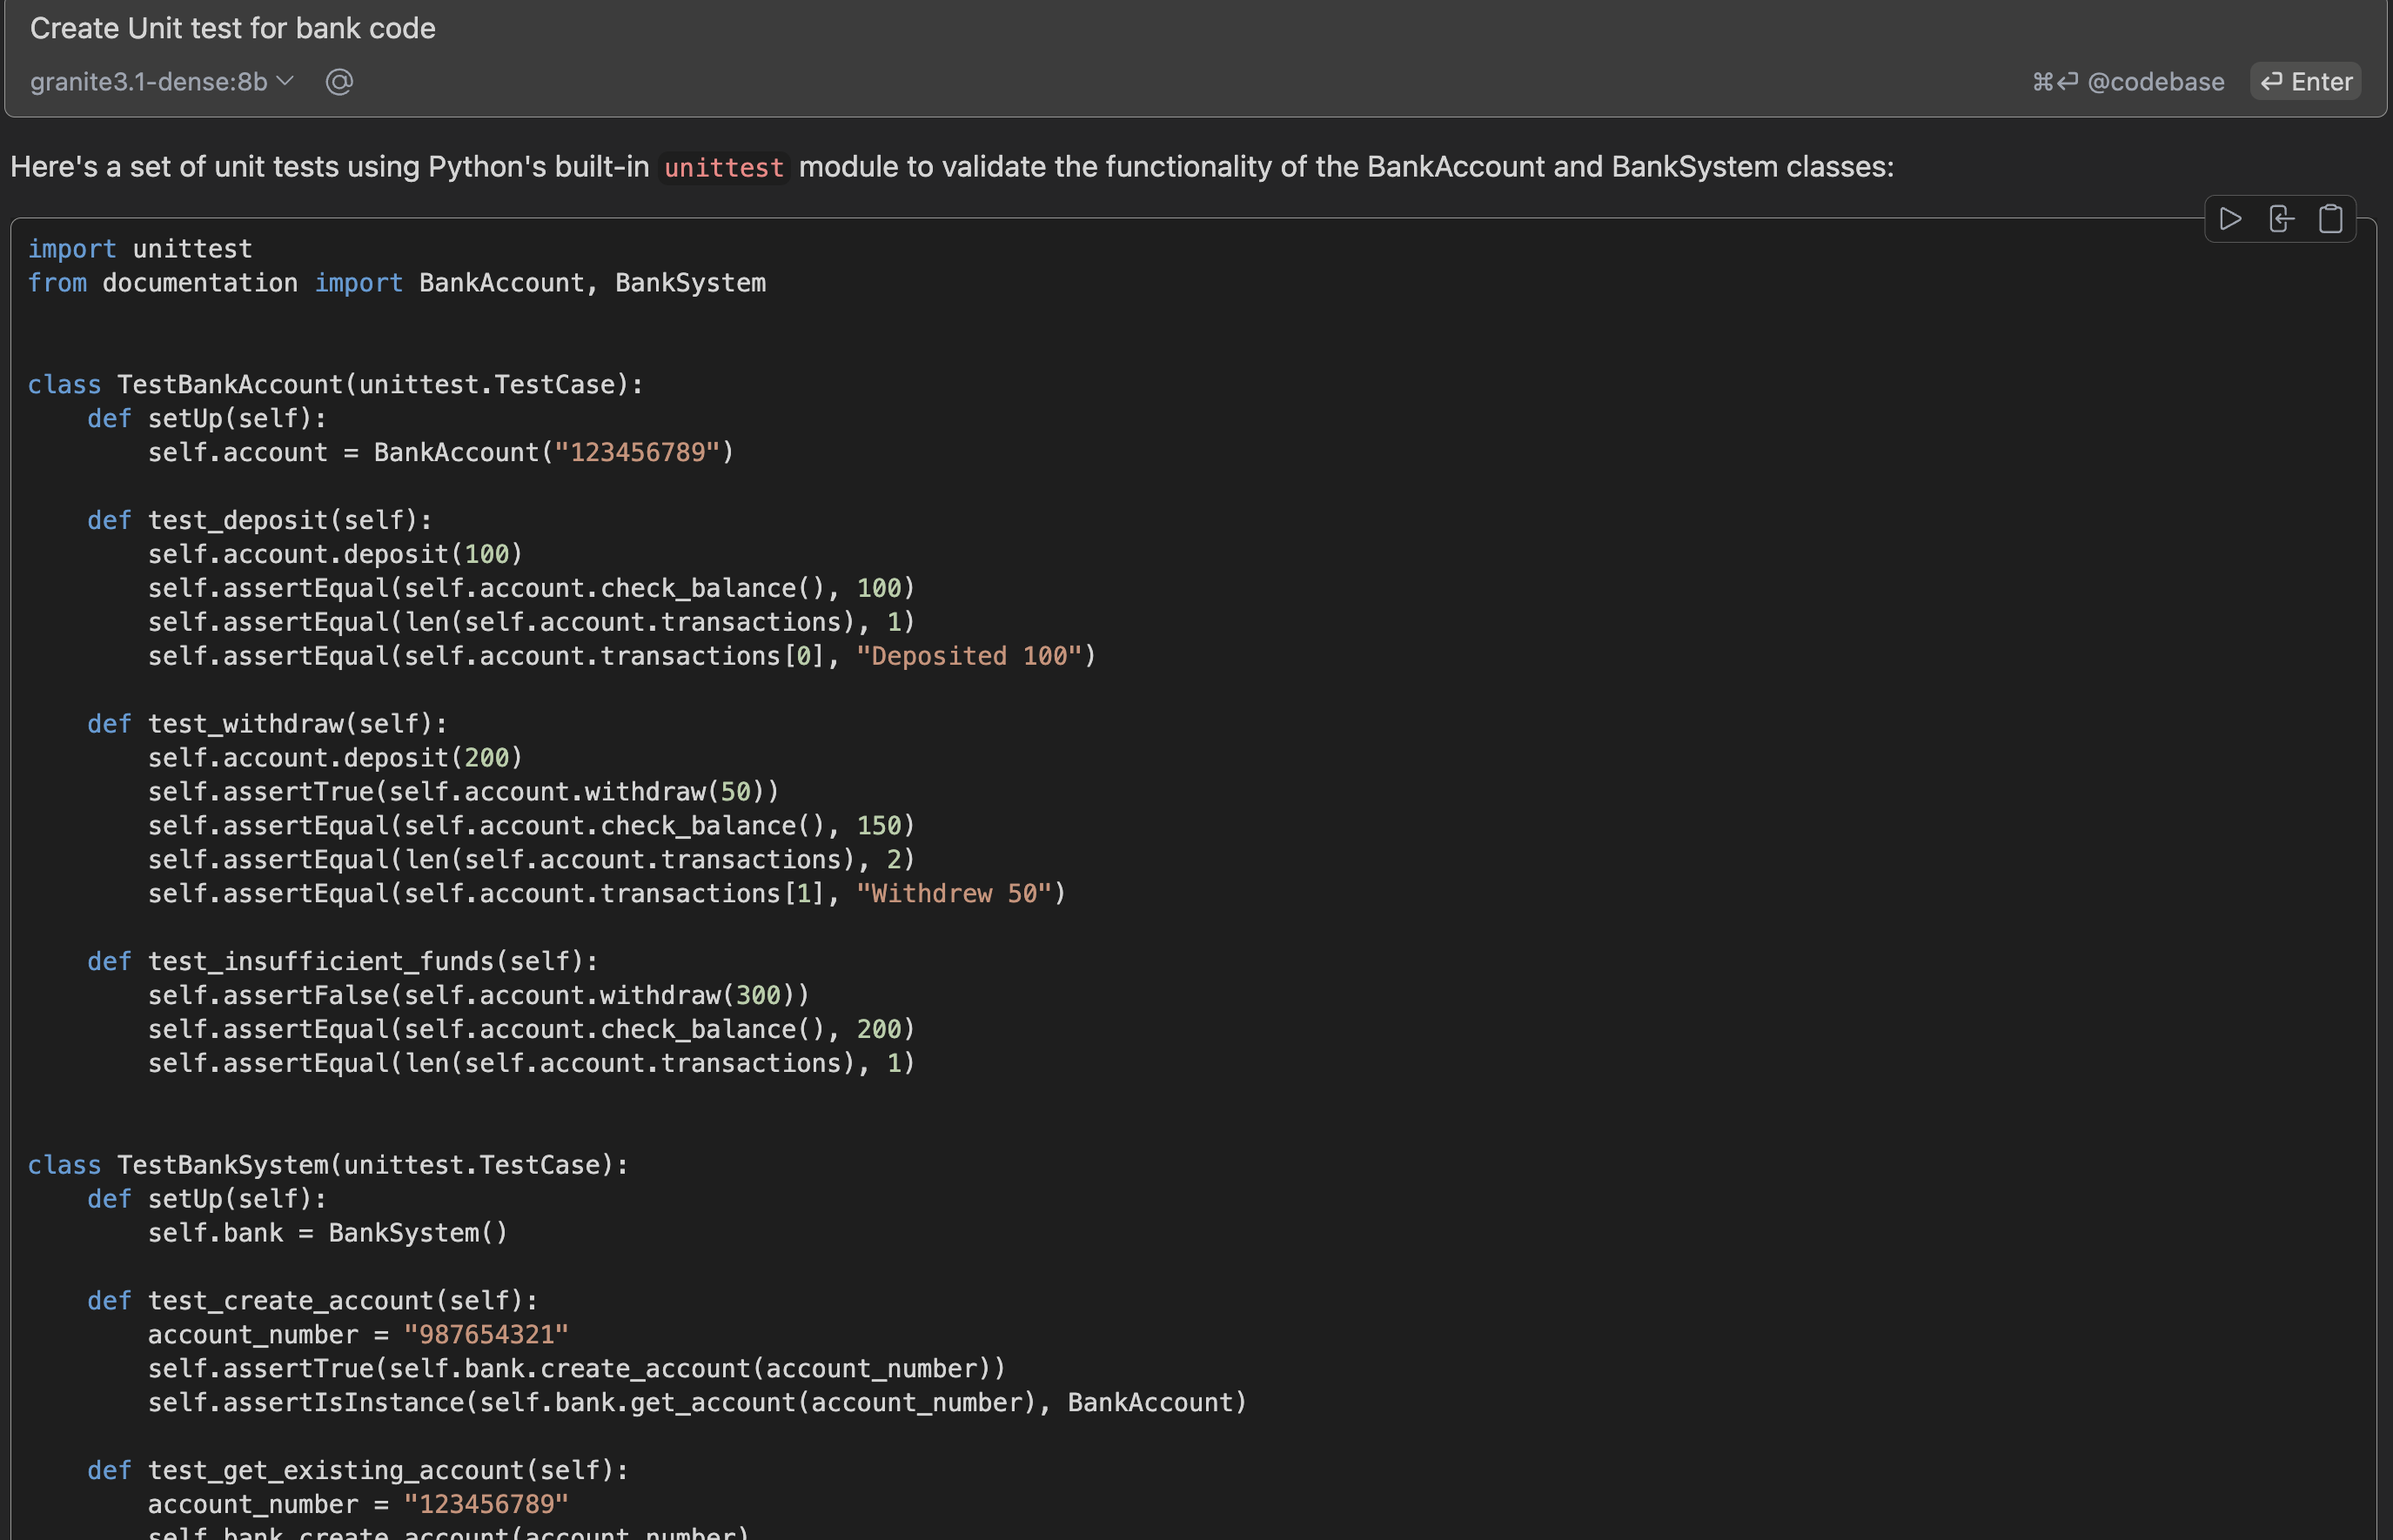 Create Unit test for bank code
granite3.1-dense:8b @
⌘⏎ @codebase ⏎ Enter
Here's a set of unit tests using Python's built-in unittest module to validate the functionality of the BankAccount and BankSystem classes:
import unittest
from documentation import BankAccount, BankSystem
class TestBankAccount(unittest.TestCase):
    def setUp(self):
        self.account = BankAccount("123456789")
    def test_deposit(self):
        self.account.deposit(100)
        self.assertEqual(self.account.check_balance(), 100)
        self.assertEqual(len(self.account.transactions), 1)
        self.assertEqual(self.account.transactions[0], "Deposited 100")
    def test_withdraw(self):
        self.account.deposit(200)
        self.assertTrue(self.account.withdraw(50))
        self.assertEqual(self.account.check_balance(), 150)
        self.assertEqual(len(self.account.transactions), 2)
        self.assertEqual(self.account.transactions[1], "Withdrew 50")
    def test_insufficient_funds(self):
        self.assertFalse(self.account.withdraw(300))
        self.assertEqual(self.account.check_balance(), 200)
        self.assertEqual(len(self.account.transactions), 1)
class TestBankSystem(unittest.TestCase):
    def setUp(self):
        self.bank = BankSystem()
    def test_create_account(self):
        account_number = "987654321"
        self.assertTrue(self.bank.create_account(account_number))
        self.assertIsInstance(self.bank.get_account(account_number), BankAccount)
    def test_get_existing_account(self):
        account_number = "123456789"
        self.bank.create_account(account_number)